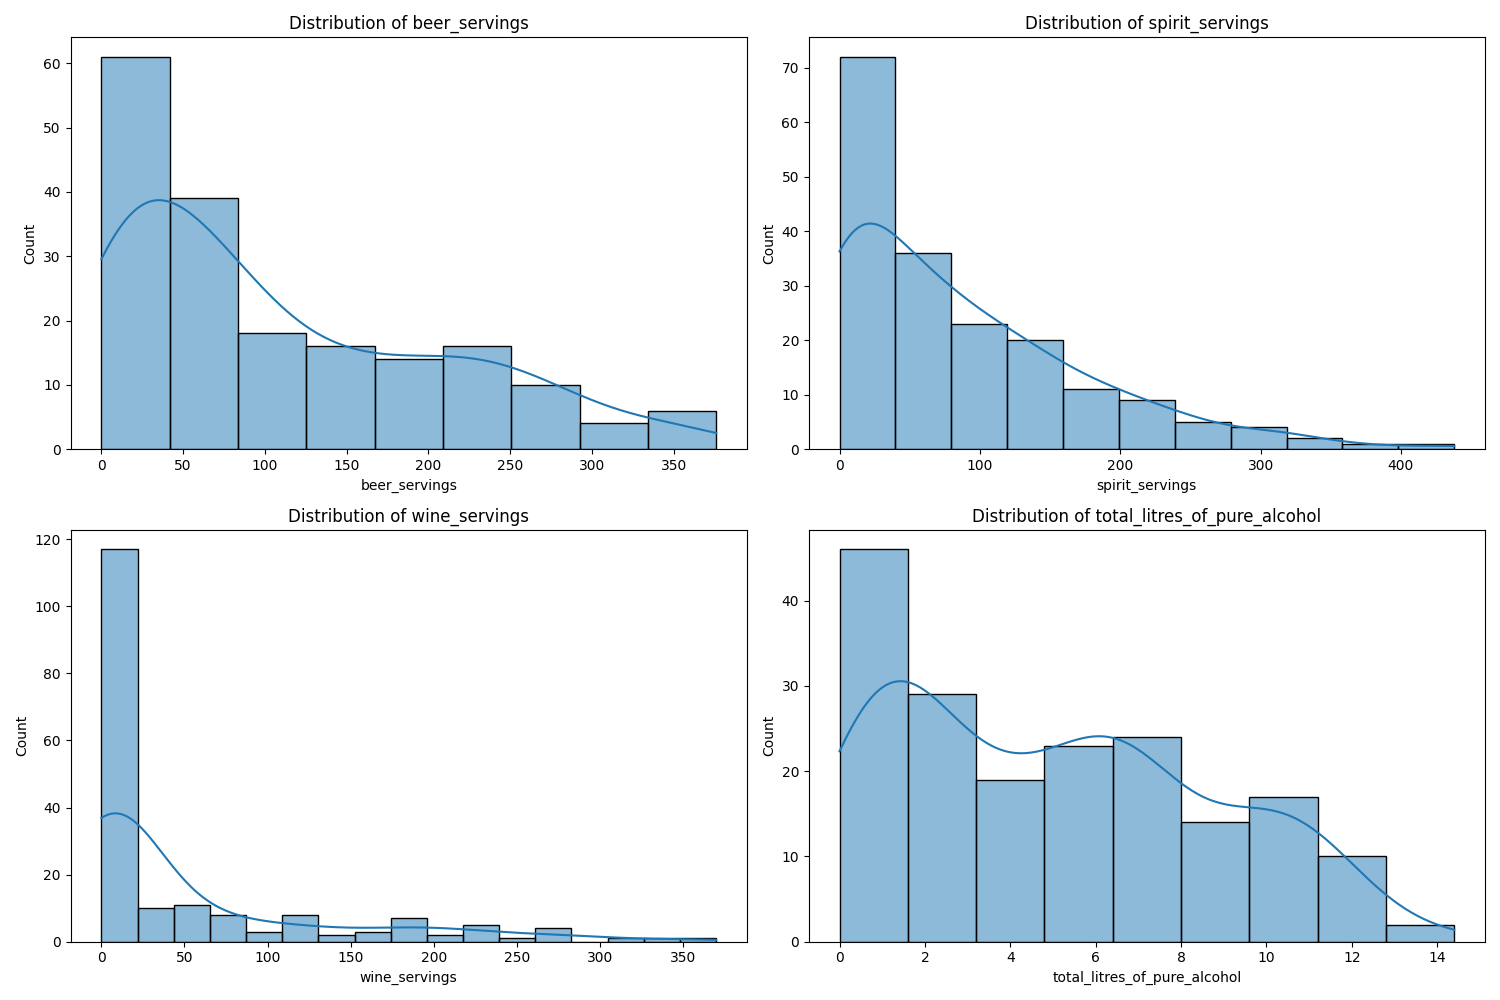 Distribution of beer_servings
Count
60
50
40
30
20
10
0
0 50 100 150 200 250 300 350
beer_servings
Distribution of spirit_servings
Count
70
60
50
40
30
20
10
0
0 100 200 300 400
spirit_servings
Distribution of wine_servings
Count
120
100
80
60
40
20
0
0 50 100 150 200 250 300 350
wine_servings
Distribution of total_litres_of_pure_alcohol
Count
40
30
20
10
0
0 2 4 6 8 10 12 14
total_litres_of_pure_alcohol